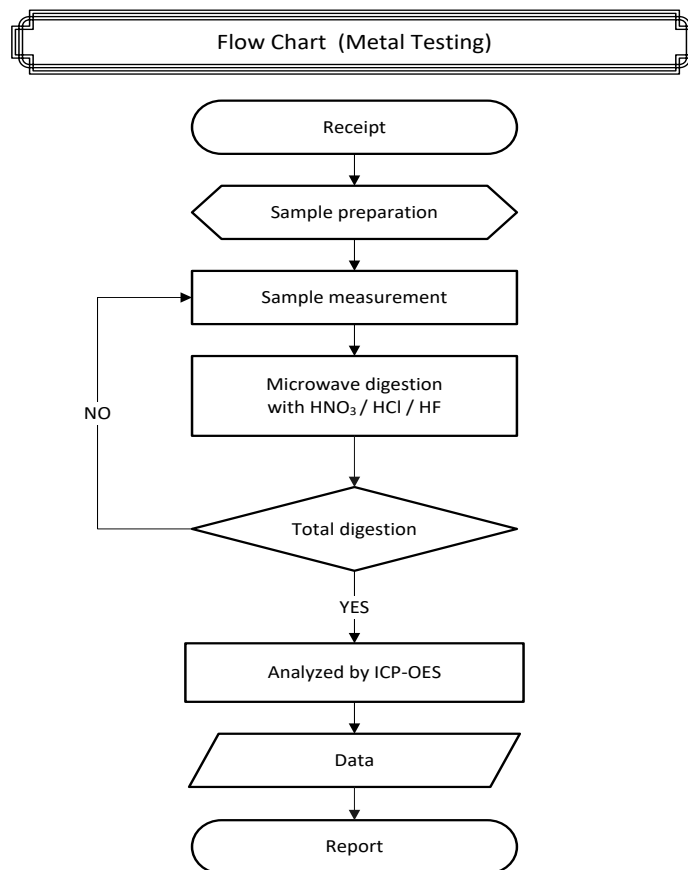 Flow Chart (Metal Testing)
Receipt
Sample preparation
Sample measurement
Microwave digestion
with HNO₃ / HCl / HF
NO
Total digestion
YES
Analyzed by ICP-OES
Data
Report